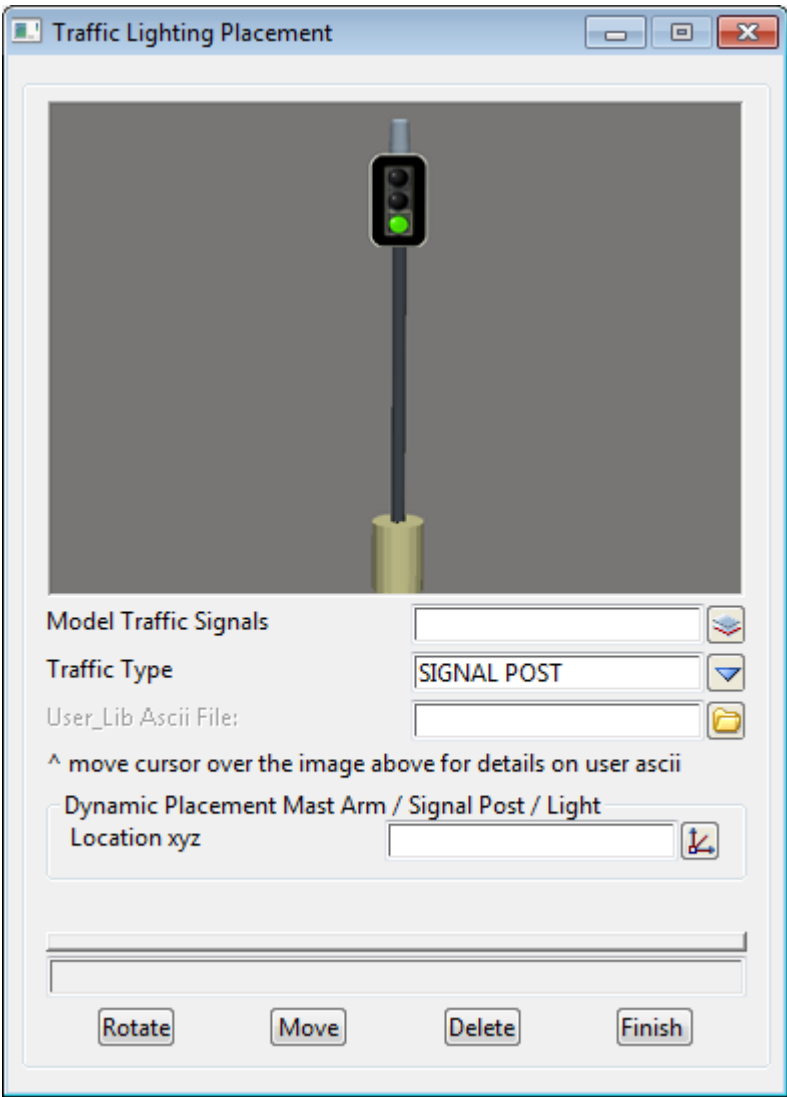 Traffic Lighting Placement
Model Traffic Signals
Traffic Type SIGNAL POST
User_Lib Ascii File:
^ move cursor over the image above for details on user ascii
Dynamic Placement Mast Arm / Signal Post / Light
Location xyz
Rotate Move Delete Finish